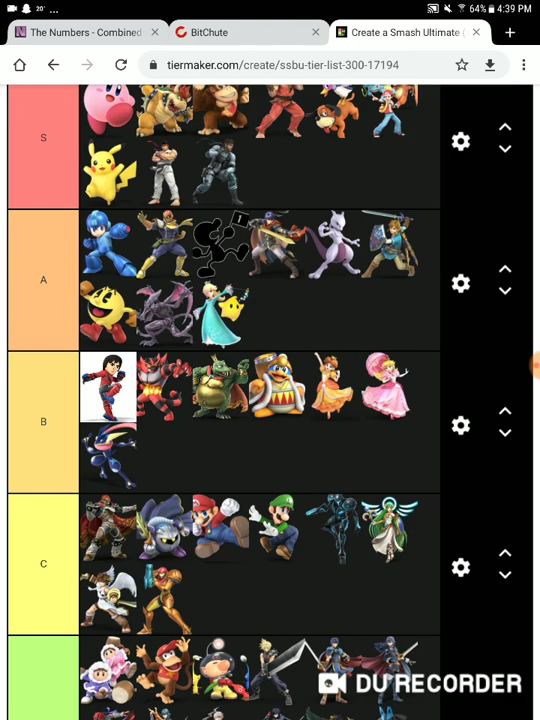 20° ...
64% 4:39 PM
The Numbers - Combined
BitChute
Create a Smash Ultimate (
tiermaker.com/create/ssbu-tier-list-300-17194
S
A
B
C
DU RECORDER